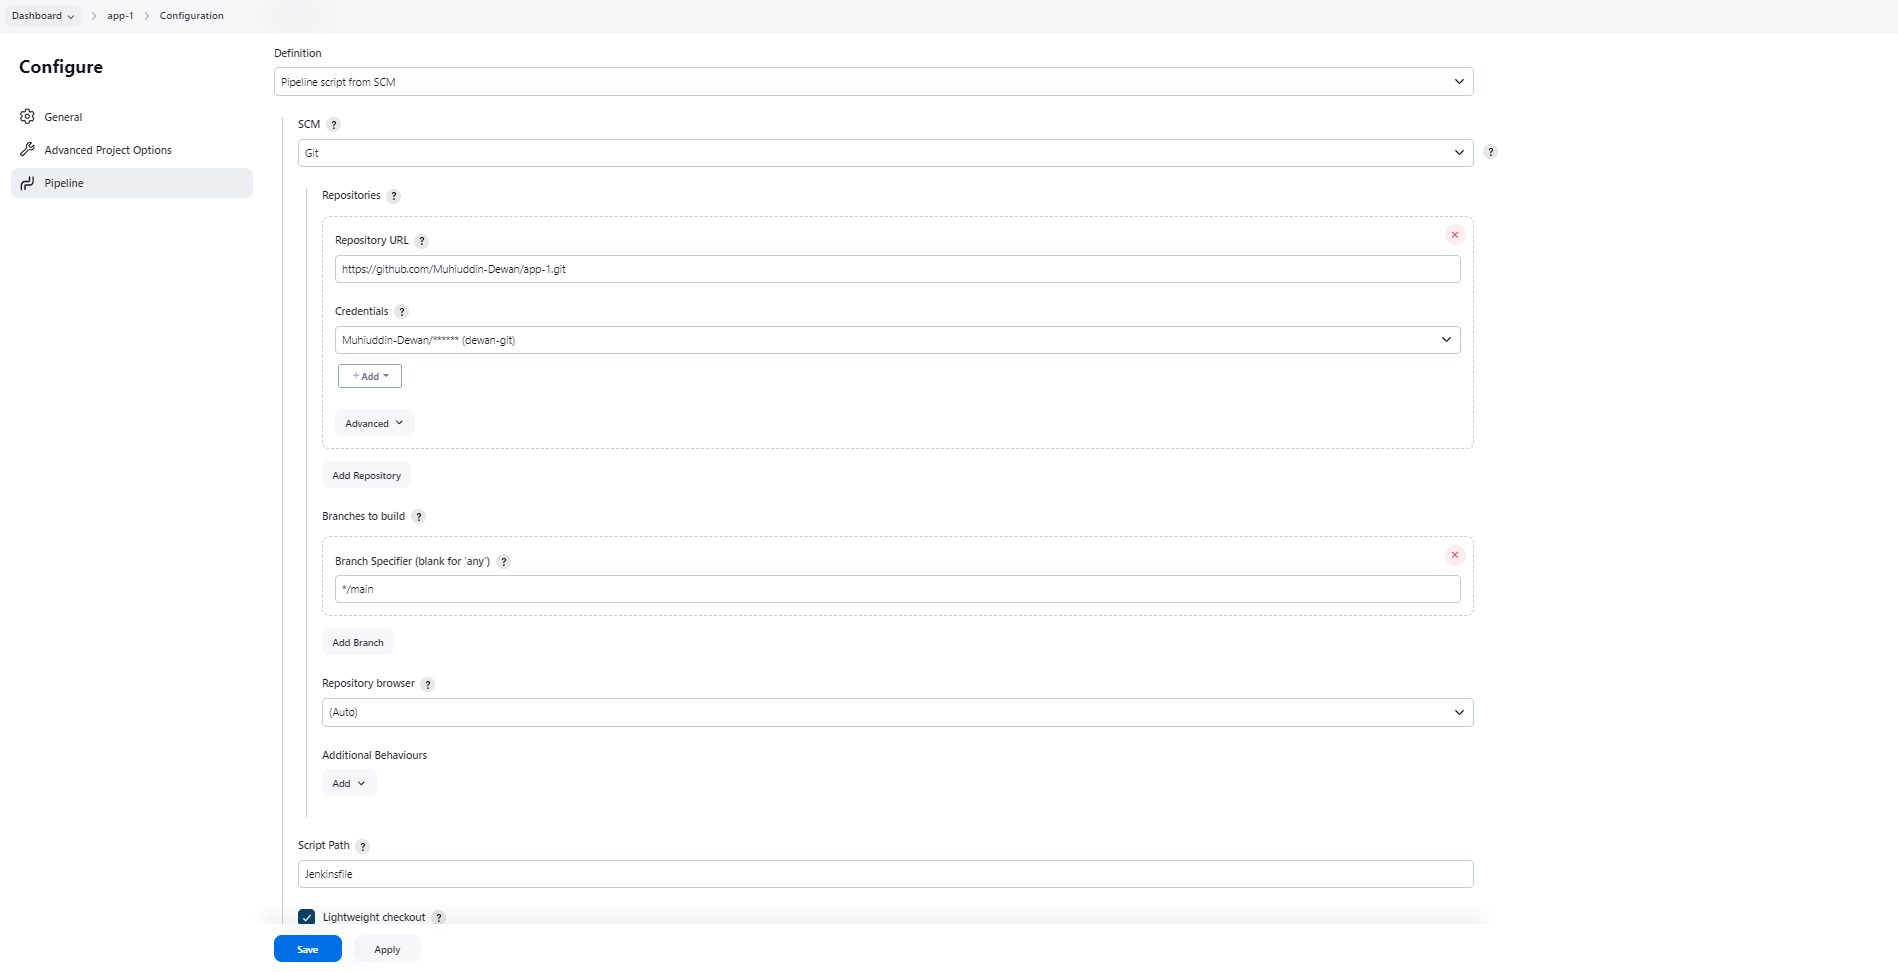 Dashboard
app-1
Configuration
Configure
General
Advanced Project Options
Pipeline
Definition
Pipeline script from SCM
SCM ?
Git
?
Repositories ?
Repository URL ?
https://github.com/Muhiuddin-Dewan/app-1.git
Credentials ?
Muhiuddin-Dewan/****** (dewan-git)
+ Add
Advanced
Add Repository
Branches to build ?
Branch Specifier (blank for 'any') ?
*/main
Add Branch
Repository browser ?
(Auto)
Additional Behaviours
Add
Script Path ?
Jenkinsfile
Lightweight checkout ?
Save
Apply